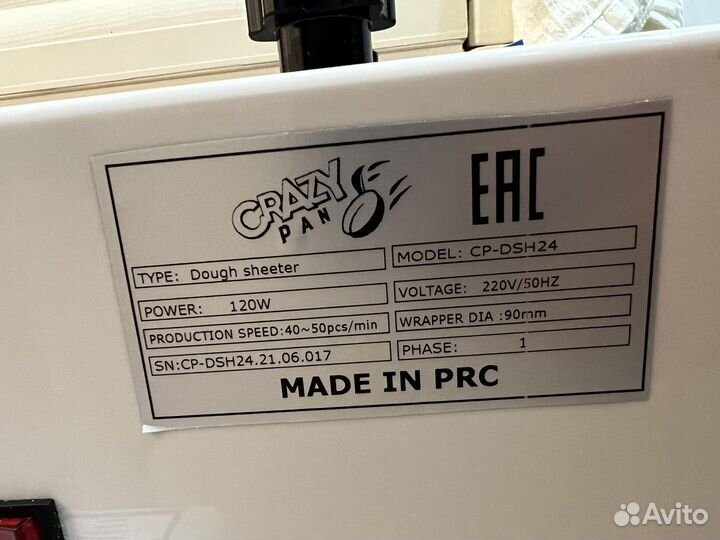 CRAZY
PAN
EAC
TYPE: Dough sheeter
MODEL: CP-DSH24
POWER: 120W
VOLTAGE: 220V/50HZ
PRODUCTION SPEED:40~50pcs/min
WRAPPER DIA :90mm
SN:CP-DSH24.21.06.017
PHASE: 1
MADE IN PRC
Avito